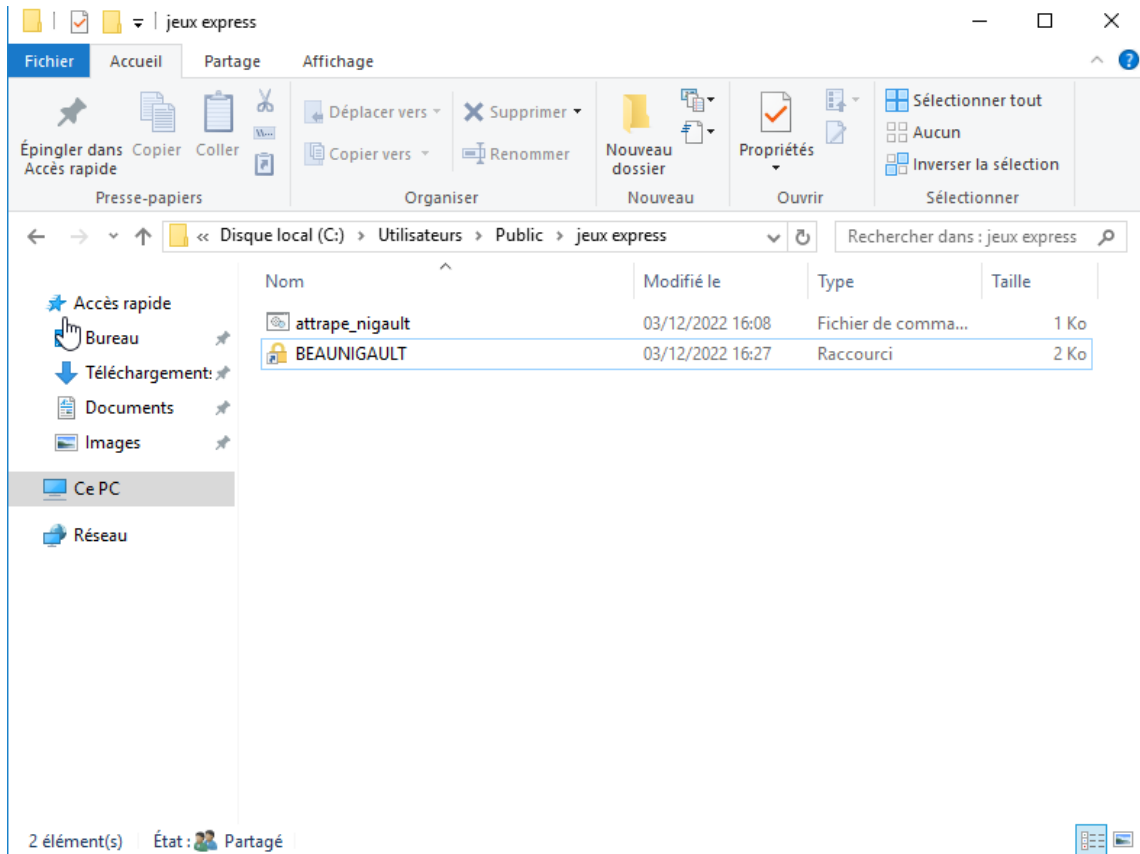 jeux express
Fichier Accueil Partage Affichage
Déplacer vers Supprimer Sélectionner tout
Aucun
Épingler dans Accès rapide Copier Coller Copier vers Renommer Nouveau dossier Propriétés Inverser la sélection
Presse-papiers Organiser Nouveau Ouvrir Sélectionner
« Disque local (C:) > Utilisateurs > Public > jeux express Rechercher dans : jeux express
Nom Modifié le Type Taille
Accès rapide
attrape_nigault 03/12/2022 16:08 Fichier de comma... 1 Ko
Bureau
BEAUNIGAULT 03/12/2022 16:27 Raccourci 2 Ko
Téléchargement:
Documents
Images
Ce PC
Réseau
2 élément(s) État : Partagé